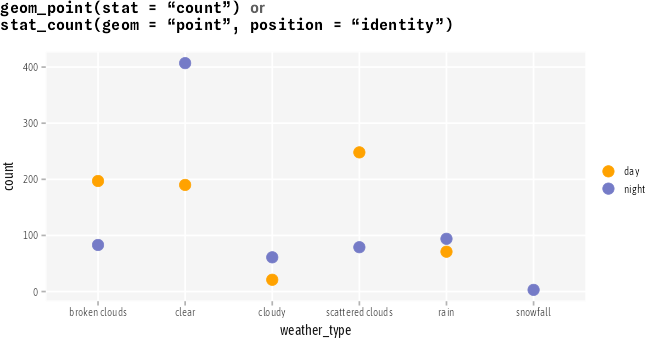 geom_point(stat = “count”) or
stat_count(geom = “point”, position = “identity”)
400
300
200
100
0
count
broken clouds
clear
cloudy
scattered clouds
rain
snowfall
weather_type
day
night